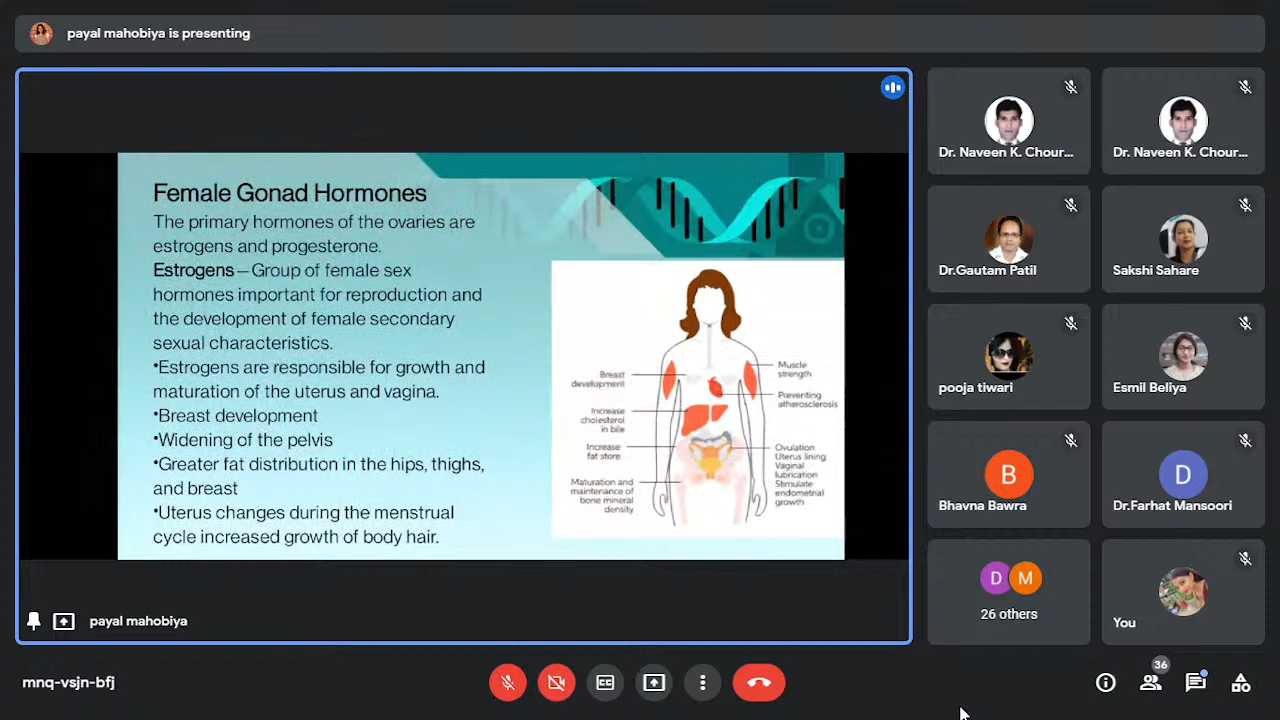 payal mahobiya is presenting
Female Gonad Hormones
The primary hormones of the ovaries are
estrogens and progesterone.
Estrogens – Group of female sex
hormones important for reproduction and
the development of female secondary
sexual characteristics.
•Estrogens are responsible for growth and
maturation of the uterus and vagina.
•Breast development
•Widening of the pelvis
•Greater fat distribution in the hips, thighs,
and breast
•Uterus changes during the menstrual
cycle increased growth of body hair.
Breast
development
Increase
cholesterol
in bile
Increase
fat store
Maturation and
maintenance of
bone mineral
density
Muscle
strength
Preventing
atherosclerosis
Ovulation
Uterus lining
Vaginal
lubrication
Stimulate
endometrial
growth
payal mahobiya
Dr. Naveen K. Chour...
Dr. Naveen K. Chour...
Dr.Gautam Patil
Sakshi Sahare
pooja tiwari
Esmil Beliya
B
Bhavna Bawra
D
Dr.Farhat Mansoori
D M
26 others
You
mnq-vsjn-bfj
CC
36